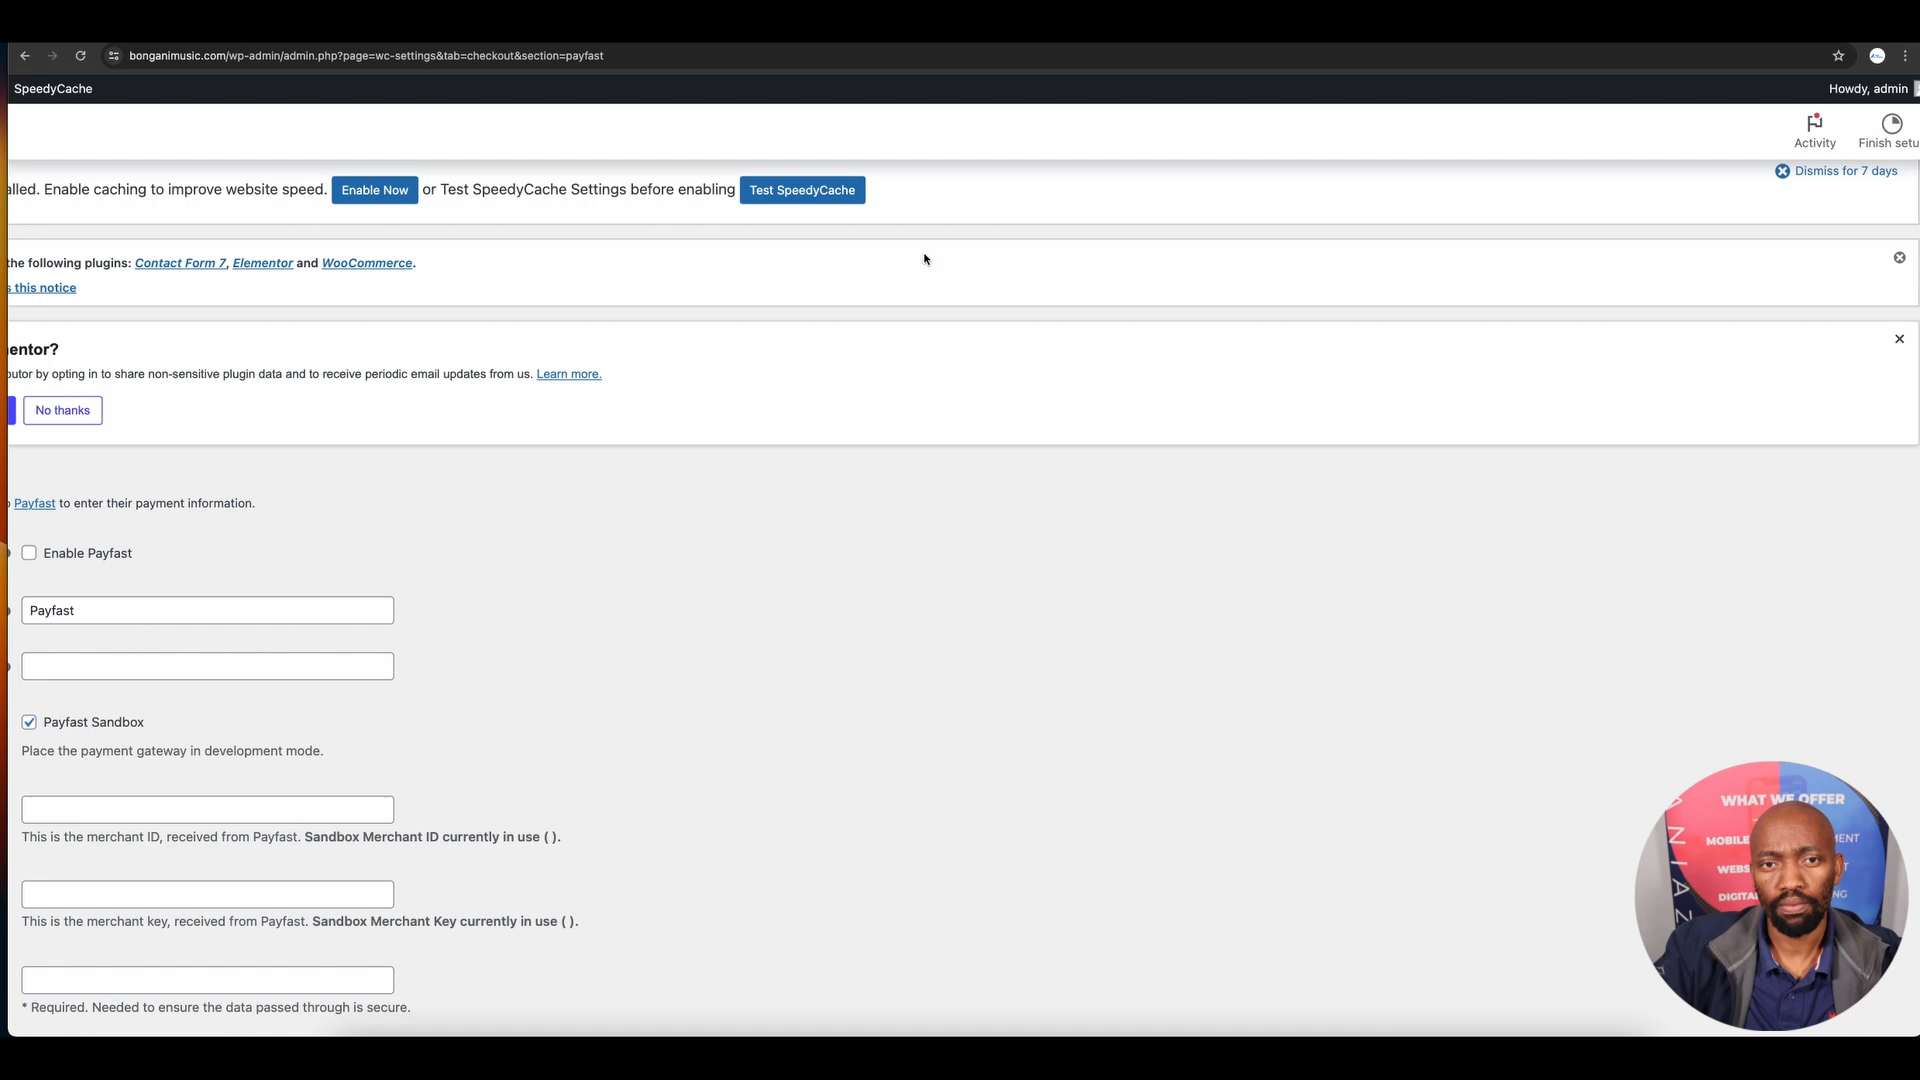 bonganimusic.com/wp-admin/admin.php?page=wc-settings&tab=checkout&section=payfast
SpeedyCache
Howdy, admin
Activity
Finish setu
Dismiss for 7 days
alled. Enable caching to improve website speed. Enable Now or Test SpeedyCache Settings before enabling Test SpeedyCache
the following plugins: Contact Form 7, Elementor and WooCommerce.
s this notice
entor?
butor by opting in to share non-sensitive plugin data and to receive periodic email updates from us. Learn more.
No thanks
Payfast to enter their payment information.
Enable Payfast
Payfast
Payfast Sandbox
Place the payment gateway in development mode.
This is the merchant ID, received from Payfast. Sandbox Merchant ID currently in use ( ).
This is the merchant key, received from Payfast. Sandbox Merchant Key currently in use ( ).
* Required. Needed to ensure the data passed through is secure.
WHAT WE OFFER
MOBILE
MENT
WEBS
DIGITAL
NG